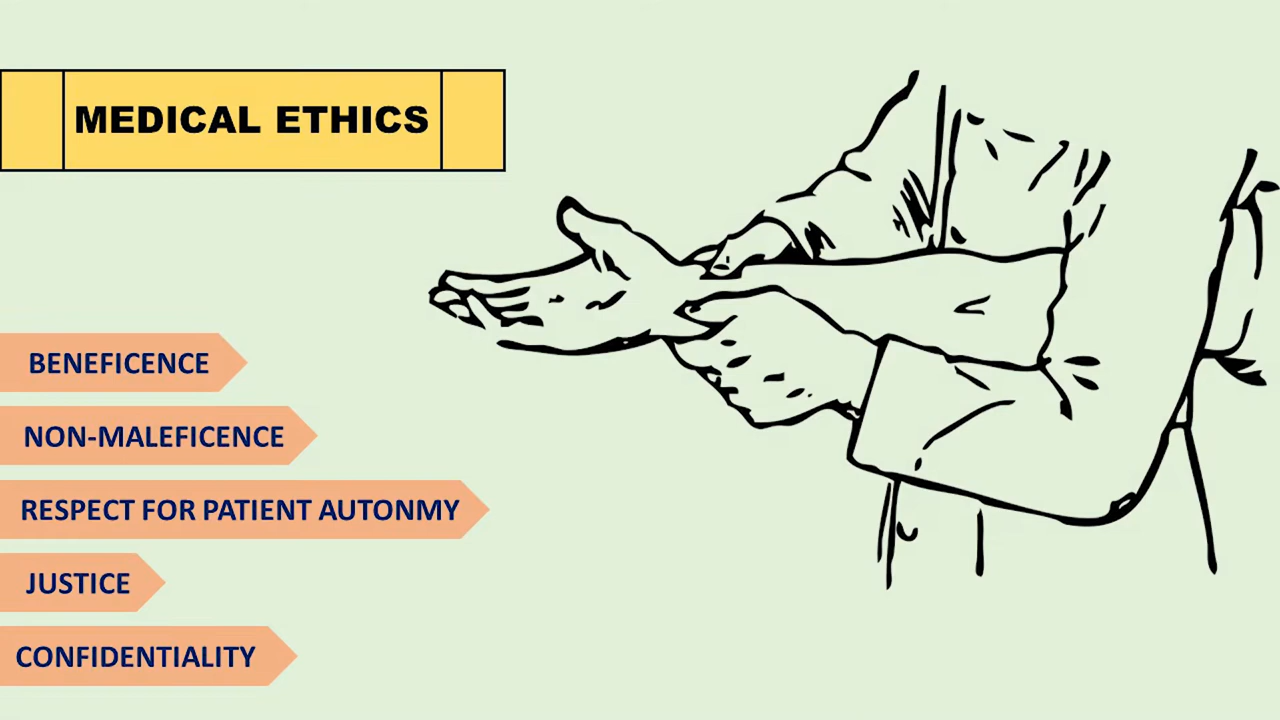 MEDICAL ETHICS
BENEFICENCE
NON-MALEFICENCE
RESPECT FOR PATIENT AUTONMY
JUSTICE
CONFIDENTIALITY